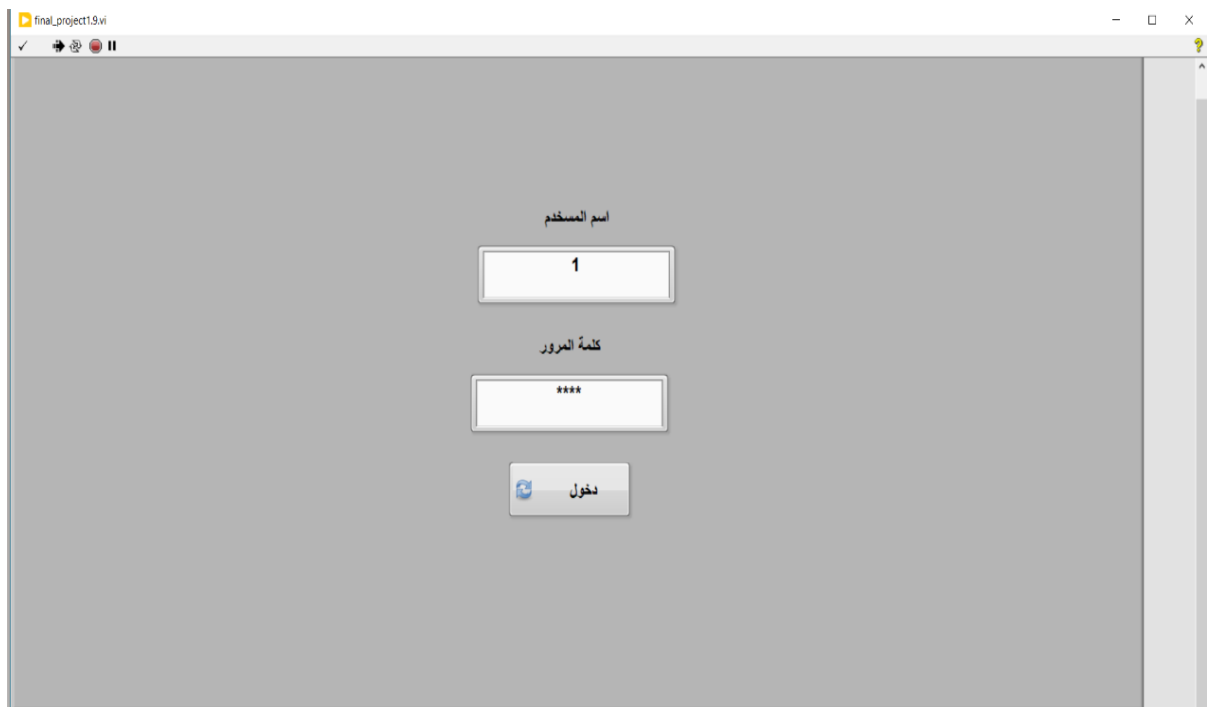 final_project1.9.vi
اسم المسخدم
1
كلمة المرور
****
دخول